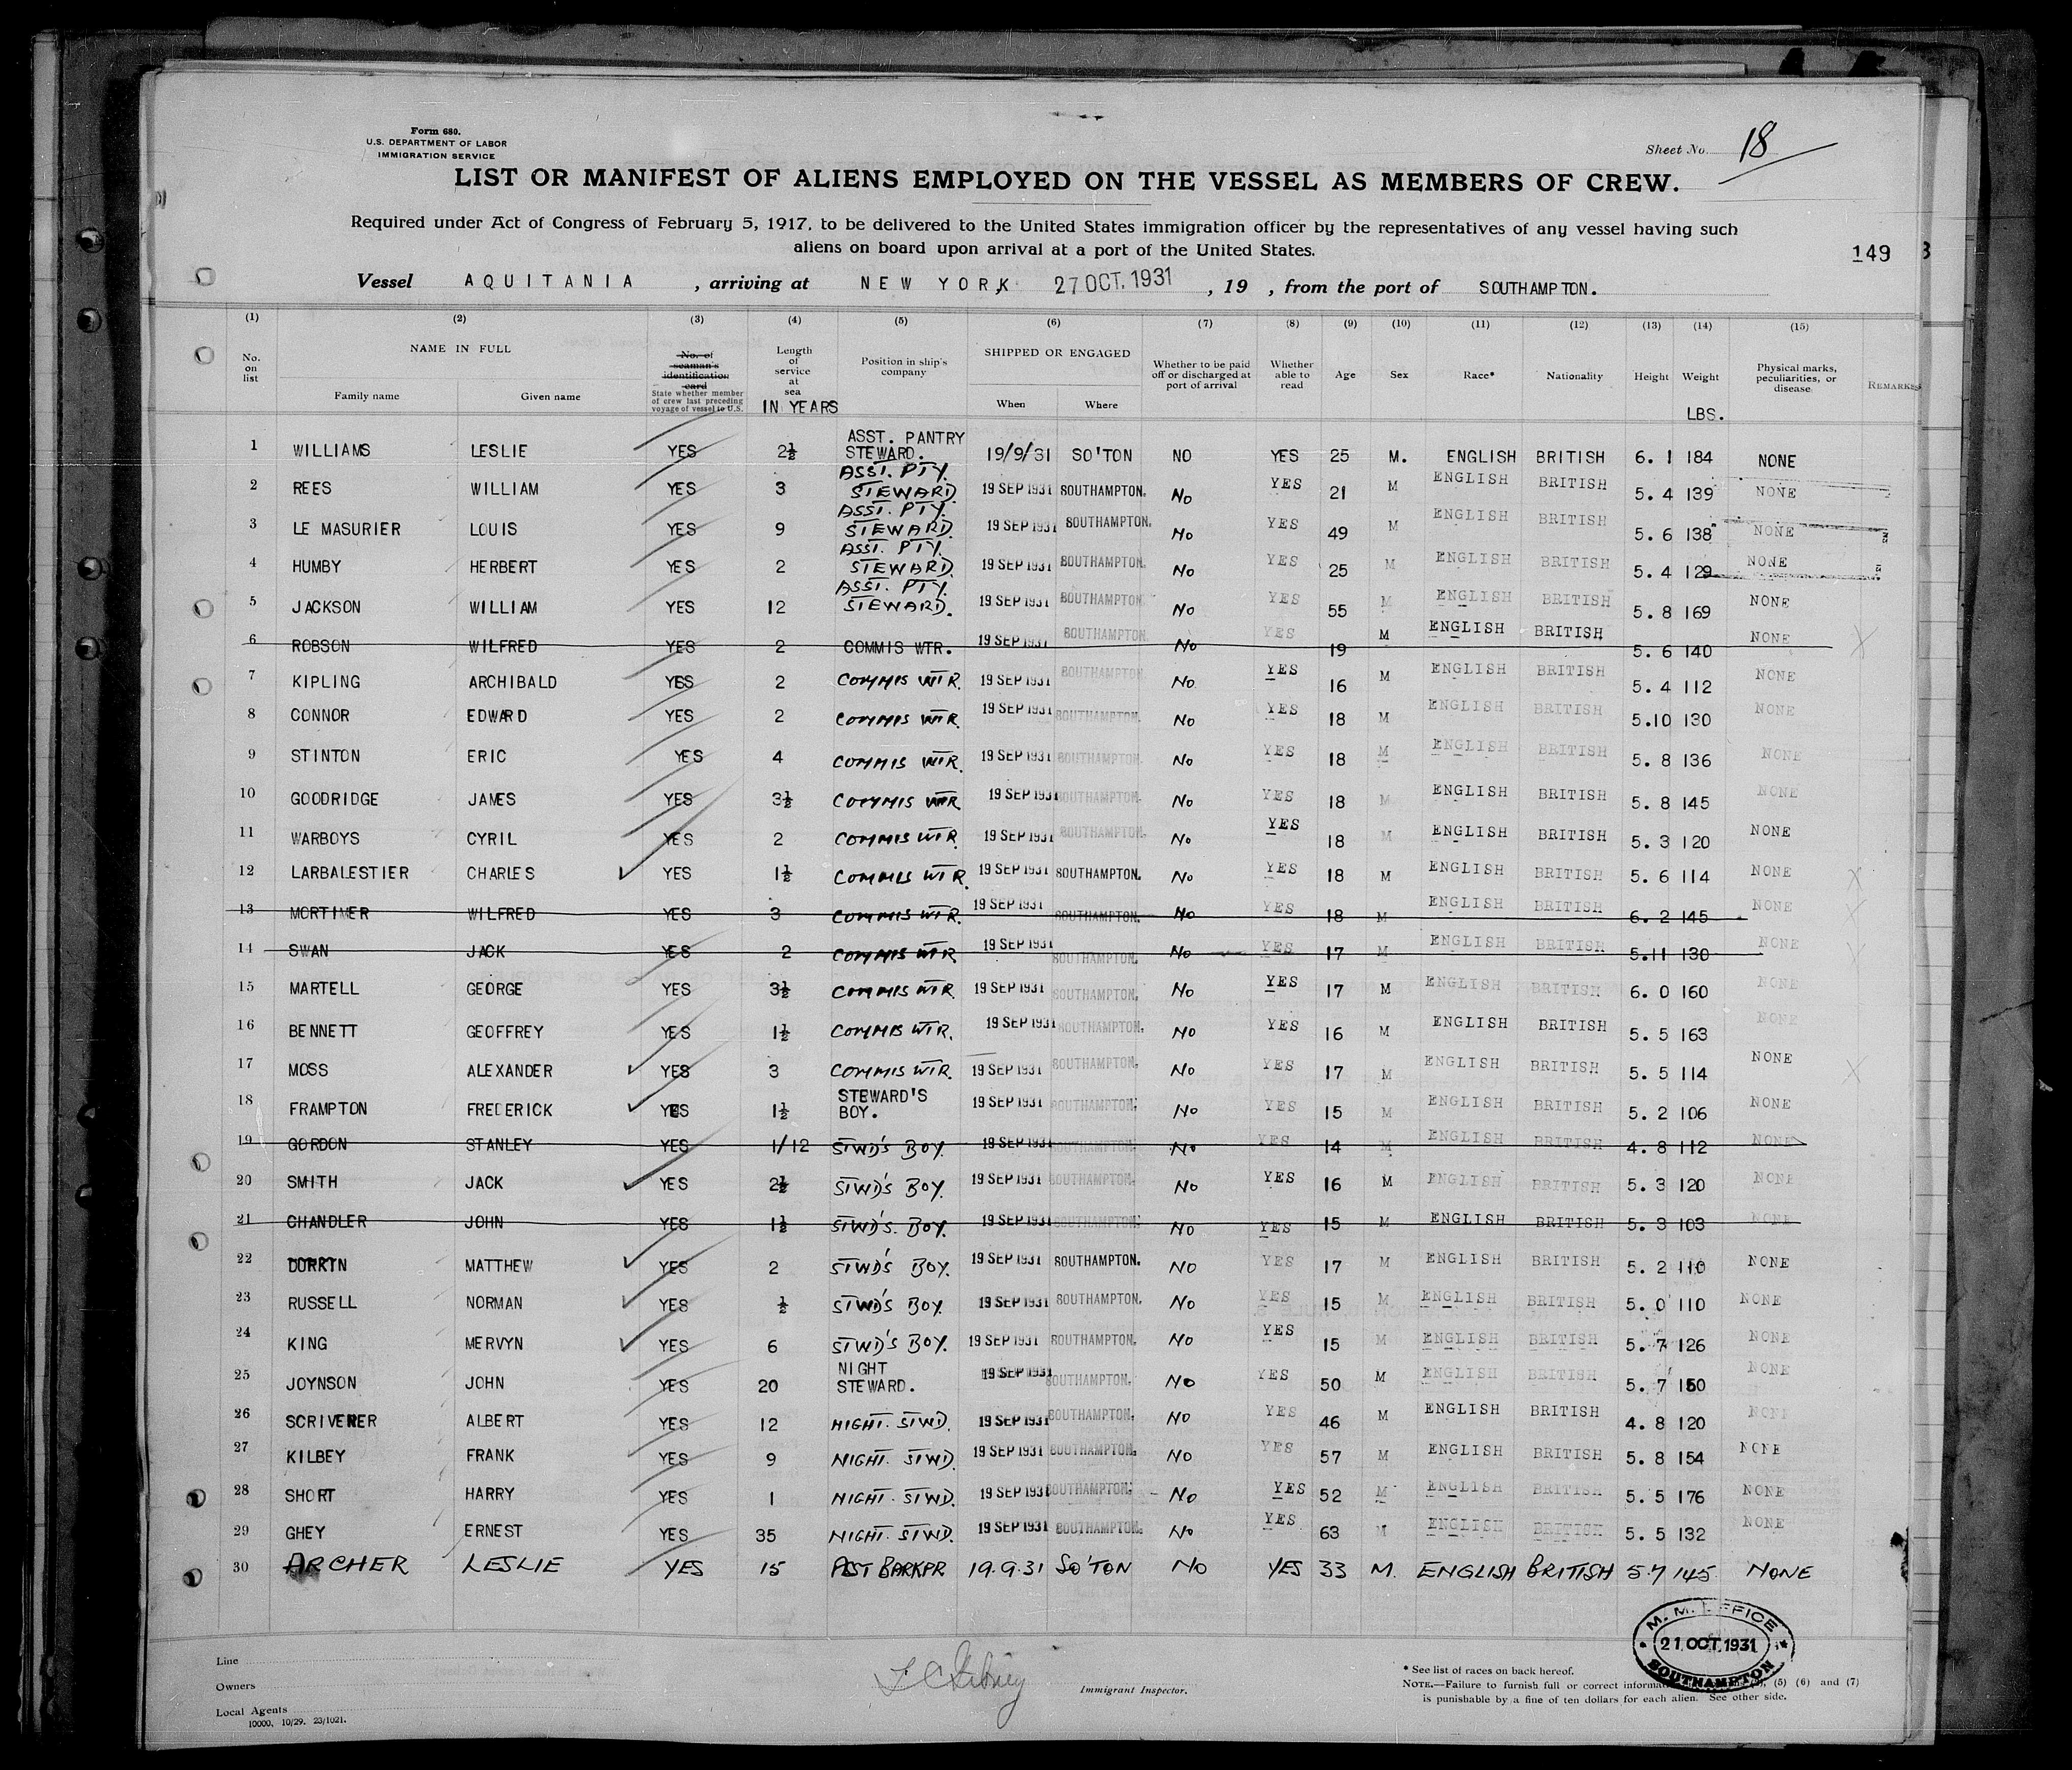 Form 680.
U.S. DEPARTMENT OF LABOR
IMMIGRATION SERVICE
Sheet No. 18
LIST OR MANIFEST OF ALIENS EMPLOYED ON THE VESSEL AS MEMBERS OF CREW.
Required under Act of Congress of February 5, 1917, to be delivered to the United States immigration officer by the representatives of any vessel having such
aliens on board upon arrival at a port of the United States.
149
Vessel AQUITANIA , arriving at NEW YORK 27 OCT. 1931 , 19 , from the port of SOUTHAMPTON.
(1) (2) (3) (4) (5) (6) (7) (8) (9) (10) (11) (12) (13) (14) (15)
No. on list
NAME IN FULL
Family name Given name
No. of seaman's identification card
State whether member of crew last preceding voyage of vessel to U.S.
Length of service at sea
IN YEARS
Position in ship's company
SHIPPED OR ENGAGED
When Where
Whether to be paid off or discharged at port of arrival
Whether able to read
Age Sex Race* Nationality Height Weight
LBS.
Physical marks, peculiarities, or disease
REMARKS
1 WILLIAMS LESLIE YES 2½ ASST. PANTRY STEWARD. 19/9/31 SO'TON NO YES 25 M. ENGLISH BRITISH 6. 1 184 NONE
2 REES WILLIAM YES 3 ASST. PTY. STEWARD. 19 SEP 1931 SOUTHAMPTON. No YES 21 M ENGLISH BRITISH 5. 4 139 NONE
3 LE MASURIER LOUIS YES 9 ASST. PTY. STEWARD. 19 SEP 1931 SOUTHAMPTON. No YES 49 M ENGLISH BRITISH 5. 6 138 NONE
4 HUMBY HERBERT YES 2 ASST. PTY. STEWARD. 19 SEP 1931 SOUTHAMPTON. No YES 25 M ENGLISH BRITISH 5. 4 129 NONE
5 JACKSON WILLIAM YES 12 ASST. PTY. STEWARD. 19 SEP 1931 SOUTHAMPTON. No YES 55 M ENGLISH BRITISH 5. 8 169 NONE
6 ROBSON WILFRED YES 2 COMMIS WTR. 19 SEP 1931 SOUTHAMPTON. No YES 19 M ENGLISH BRITISH 5. 6 140 NONE X
7 KIPLING ARCHIBALD YES 2 COMMIS WTR. 19 SEP 1931 SOUTHAMPTON. No YES 16 M ENGLISH BRITISH 5. 4 112 NONE
8 CONNOR EDWARD YES 2 COMMIS WTR. 19 SEP 1931 SOUTHAMPTON. No YES 18 M ENGLISH BRITISH 5.10 130 NONE
9 STINTON ERIC YES 4 COMMIS WTR. 19 SEP 1931 SOUTHAMPTON. No YES 18 M ENGLISH BRITISH 5. 8 136 NONE
10 GOODRIDGE JAMES YES 3½ COMMIS WTR. 19 SEP 1931 SOUTHAMPTON. No YES 18 M ENGLISH BRITISH 5. 8 145 NONE
11 WARBOYS CYRIL YES 2 COMMIS WTR. 19 SEP 1931 SOUTHAMPTON. No YES 18 M ENGLISH BRITISH 5. 3 120 NONE
12 LARBALESTIER CHARLES YES 1½ COMMIS WTR. 19 SEP 1931 SOUTHAMPTON. No YES 18 M ENGLISH BRITISH 5. 6 114 NONE X
13 MORTIMER WILFRED YES 3 COMMIS WTR. 19 SEP 1931 SOUTHAMPTON. No YES 18 M ENGLISH BRITISH 6. 2 145 NONE X
14 SWAN JACK YES 2 COMMIS WTR. 19 SEP 1931 SOUTHAMPTON. No YES 17 M ENGLISH BRITISH 5.11 130 NONE X
15 MARTELL GEORGE YES 3½ COMMIS WTR. 19 SEP 1931 SOUTHAMPTON. No YES 17 M ENGLISH BRITISH 6. 0 160 NONE
16 BENNETT GEOFFREY YES 1½ COMMIS WTR. 19 SEP 1931 SOUTHAMPTON. No YES 16 M ENGLISH BRITISH 5. 5 163 NONE
17 MOSS ALEXANDER YES 3 COMMIS WTR. 19 SEP 1931 SOUTHAMPTON. No YES 17 M ENGLISH BRITISH 5. 5 114 NONE X
18 FRAMPTON FREDERICK YES 1½ STEWARD'S BOY. 19 SEP 1931 SOUTHAMPTON. No YES 15 M ENGLISH BRITISH 5. 2 106 NONE
19 GORDON STANLEY YES 1/12 STWD'S BOY. 19 SEP 1931 SOUTHAMPTON. No YES 14 M ENGLISH BRITISH 4. 8 112 NONE
20 SMITH JACK YES 2½ STWD'S BOY. 19 SEP 1931 SOUTHAMPTON. No YES 16 M ENGLISH BRITISH 5. 3 120 NONE
21 CHANDLER JOHN YES 1½ STWD'S. BOY. 19 SEP 1931 SOUTHAMPTON. No YES 15 M ENGLISH BRITISH 5. 3 103 NONE
22 MATTHEW YES 2 STWD'S BOY. 19 SEP 1931 SOUTHAMPTON. NO YES 17 M ENGLISH BRITISH 5. 2 110 NONE
23 RUSSELL NORMAN YES ½ STWD'S BOY. 19 SEP 1931 SOUTHAMPTON. No YES 15 M ENGLISH BRITISH 5. 0 110 NONE
24 KING MERVYN YES 6 STWD'S BOY. 19 SEP 1931 SOUTHAMPTON. No YES 15 M ENGLISH BRITISH 5. 7 126 NONE
25 JOYNSON JOHN YES 20 NIGHT STEWARD. 19 SEP 1931 SOUTHAMPTON. No YES 50 M ENGLISH BRITISH 5. 7 NONE
26 SCRIVENER ALBERT YES 12 NIGHT. STWD. 19 SEP 1931 SOUTHAMPTON. No YES 46 M ENGLISH BRITISH 4. 8 120 NONE
27 KILBEY FRANK YES 9 NIGHT. STWD. 19 SEP 1931 SOUTHAMPTON. No YES 57 M ENGLISH BRITISH 5. 8 154 NONE
28 SHORT HARRY YES 1 NIGHT. STWD. 19 SEP 1931 SOUTHAMPTON. No YES 52 M ENGLISH BRITISH 5. 5 176 NONE
29 GHEY ERNEST YES 35 NIGHT. STWD. 19 SEP 1931 SOUTHAMPTON. No YES 63 M ENGLISH BRITISH 5. 5 132 NONE
30 ARCHER LESLIE YES 15 BARKPR 19.9.31 SO'TON No YES 33 M. ENGLISH BRITISH 5.7 145 NONE
M. M. OFFICE
21 OCT 1931
SOUTHAMPTON
Line
Owners
Local Agents
10000, 10/29. 23/1021.
Immigrant Inspector.
* See list of races on back hereof.
NOTE.—Failure to furnish full or correct (5) (6) and (7)
is punishable by a fine of ten dollars for each alien. See other side.